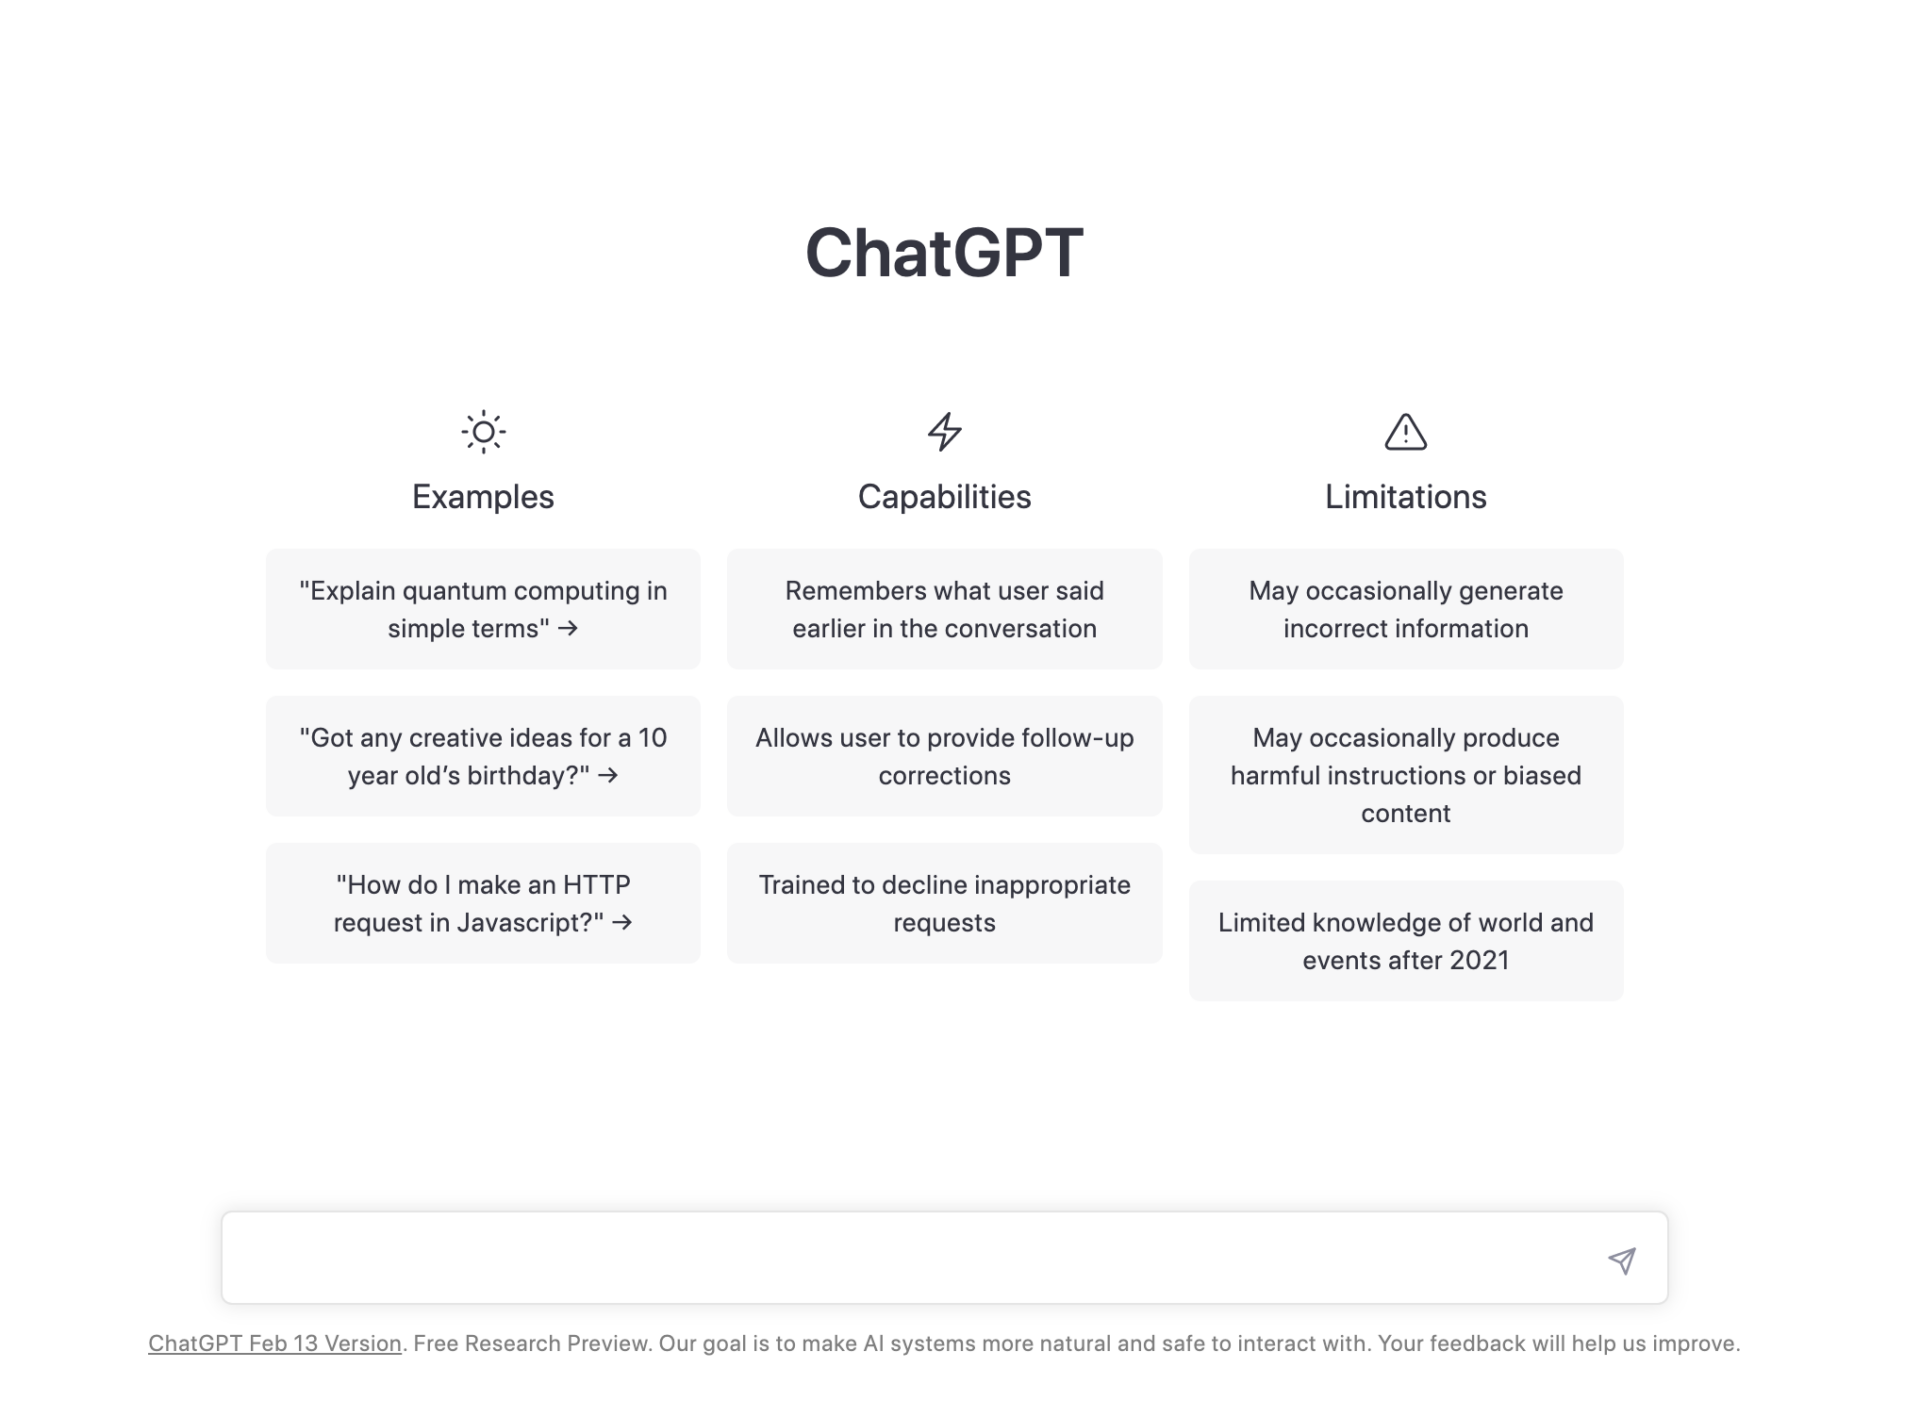 ChatGPT
Examples
"Explain quantum computing in
simple terms" →
"Got any creative ideas for a 10
year old’s birthday?" →
"How do I make an HTTP
request in Javascript?" →
Capabilities
Remembers what user said
earlier in the conversation
Allows user to provide follow-up
corrections
Trained to decline inappropriate
requests
Limitations
May occasionally generate
incorrect information
May occasionally produce
harmful instructions or biased
content
Limited knowledge of world and
events after 2021
ChatGPT Feb 13 Version. Free Research Preview. Our goal is to make AI systems more natural and safe to interact with. Your feedback will help us improve.